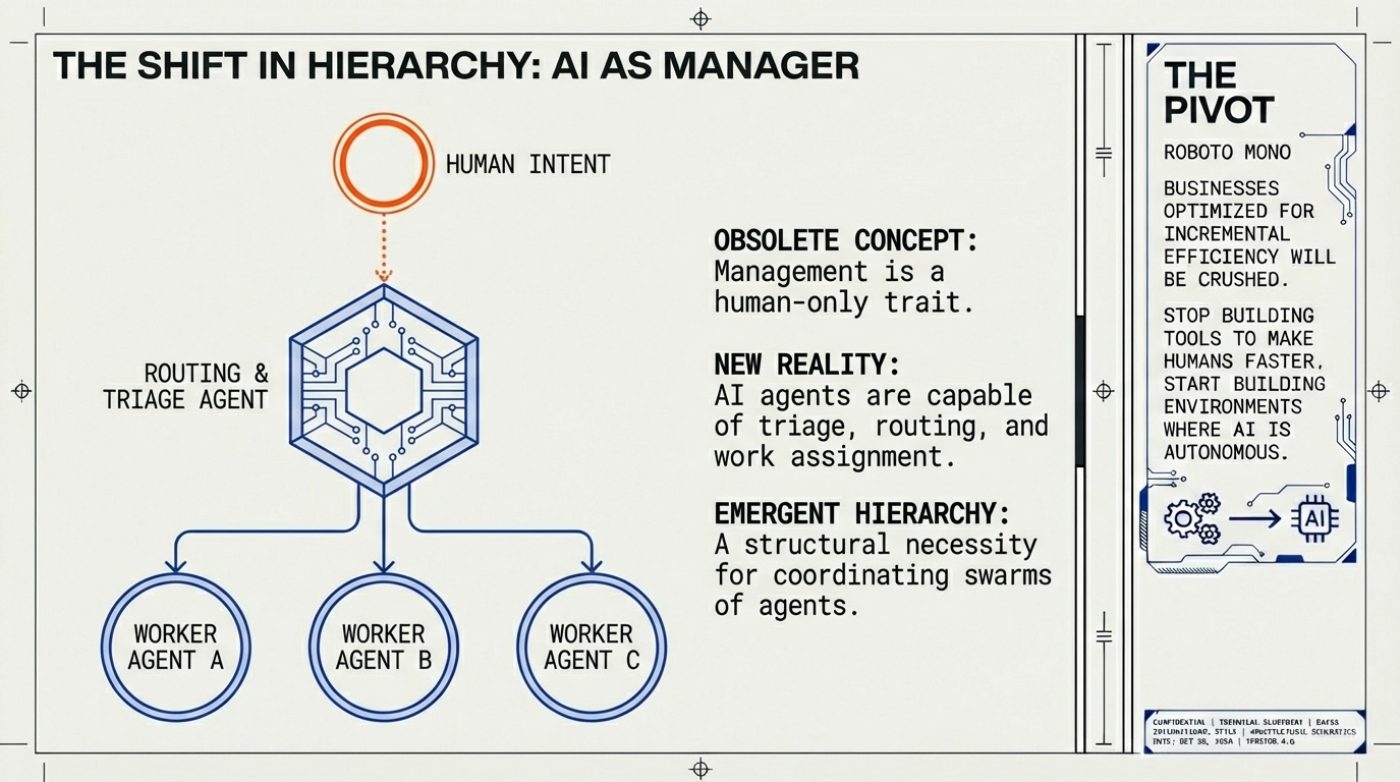 THE SHIFT IN HIERARCHY: AI AS MANAGER
HUMAN INTENT
ROUTING &
TRIAGE AGENT
WORKER
AGENT A
WORKER
AGENT B
WORKER
AGENT C
OBSOLETE CONCEPT:
Management is a
human-only trait.
NEW REALITY:
AI agents are capable
of triage, routing, and
work assignment.
EMERGENT HIERARCHY:
A structural necessity
for coordinating swarms
of agents.
THE
PIVOT
ROBOTO MONO
BUSINESSES
OPTIMIZED FOR
INCREMENTAL
EFFICIENCY WILL
BE CRUSHED.
STOP BUILDING
TOOLS TO MAKE
HUMANS FASTER,
START BUILDING
ENVIRONMENTS
WHERE AI IS
AUTONOMOUS.
AI